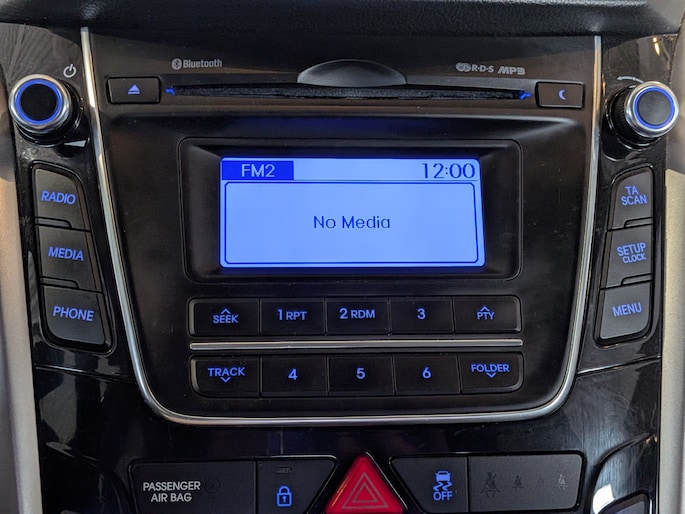 Bluetooth
R·D·S MP3
FM2 12:00
No Media
RADIO
MEDIA
PHONE
TA
SCAN
SETUP
CLOCK
MENU
SEEK 1 RPT 2 RDM 3 PTY
TRACK 4 5 6 FOLDER
PASSENGER
AIR BAG
OFF